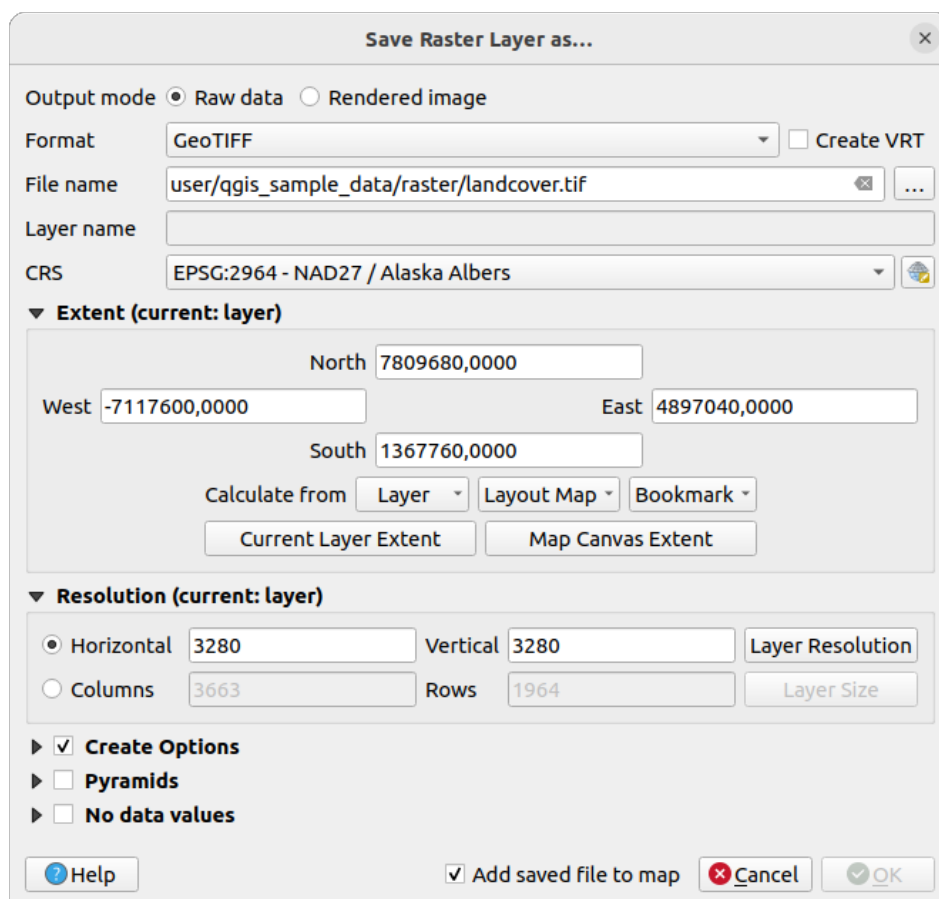 Save Raster Layer as...
Output mode Raw data Rendered image
Format GeoTIFF Create VRT
File name user/qgis_sample_data/raster/landcover.tif ...
Layer name
CRS EPSG:2964 - NAD27 / Alaska Albers
Extent (current: layer)
North 7809680,0000
West -7117600,0000 East 4897040,0000
South 1367760,0000
Calculate from Layer Layout Map Bookmark
Current Layer Extent Map Canvas Extent
Resolution (current: layer)
Horizontal 3280 Vertical 3280 Layer Resolution
Columns 3663 Rows 1964 Layer Size
Create Options
Pyramids
No data values
Help Add saved file to map Cancel OK